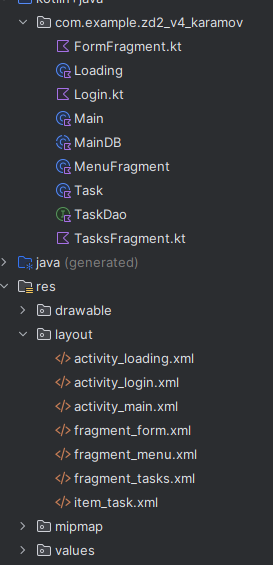 kotlin+java
com.example.zd2_v4_karamov
FormFragment.kt
Loading
Login.kt
Main
MainDB
MenuFragment
Task
TaskDao
TasksFragment.kt
java (generated)
res
drawable
layout
activity_loading.xml
activity_login.xml
activity_main.xml
fragment_form.xml
fragment_menu.xml
fragment_tasks.xml
item_task.xml
mipmap
values